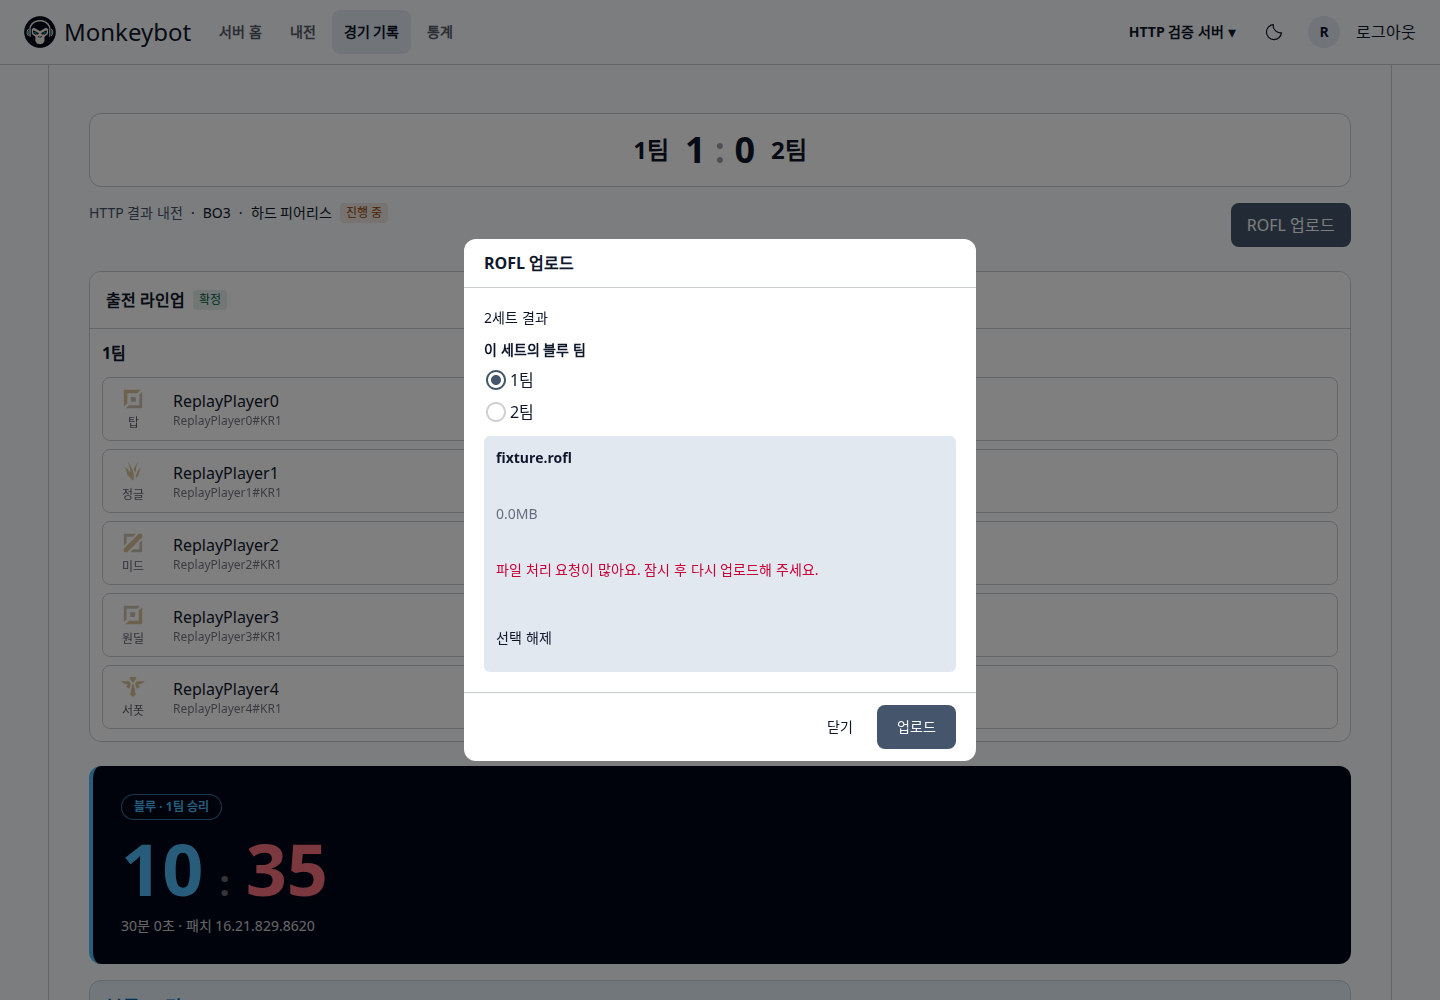 Monkeybot
서버 홈
내전
경기 기록
통계
HTTP 검증 서버 ▾
R
로그아웃
1팀 1 : 0 2팀
HTTP 결과 내전 · BO3 · 하드 피어리스 진행 중
ROFL 업로드
출전 라인업 확정
1팀
탑
ReplayPlayer0
ReplayPlayer0#KR1
정글
ReplayPlayer1
ReplayPlayer1#KR1
미드
ReplayPlayer2
ReplayPlayer2#KR1
원딜
ReplayPlayer3
ReplayPlayer3#KR1
서폿
ReplayPlayer4
ReplayPlayer4#KR1
ROFL 업로드
2세트 결과
이 세트의 블루 팀
1팀
2팀
fixture.rofl
0.0MB
파일 처리 요청이 많아요. 잠시 후 다시 업로드해 주세요.
선택 해제
닫기
업로드
블루 · 1팀 승리
10 : 35
30분 0초 · 패치 16.21.829.8620